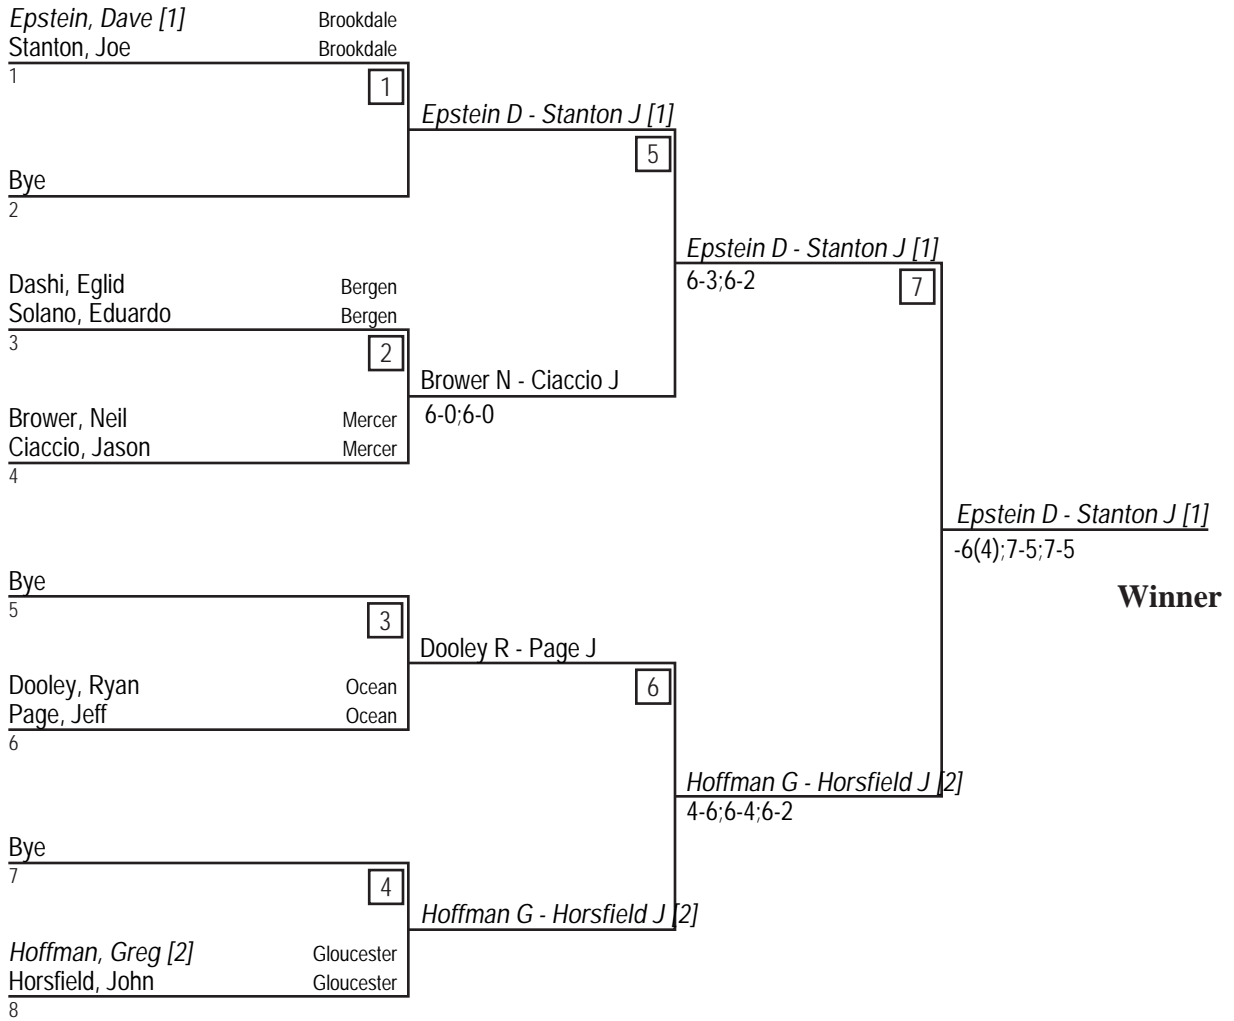 Epstein, Dave [1] Brookdale
Stanton, Joe Brookdale
1
1
Epstein D - Stanton J [1]
5
Bye
2
Epstein D - Stanton J [1]
6-3;6-2
7
Dashi, Eglid Bergen
Solano, Eduardo Bergen
3
2
Brower N - Ciaccio J
6-0;6-0
Brower, Neil Mercer
Ciaccio, Jason Mercer
4
Epstein D - Stanton J [1]
-6(4);7-5;7-5
Winner
Bye
5
3
Dooley R - Page J
6
Dooley, Ryan Ocean
Page, Jeff Ocean
6
Hoffman G - Horsfield J [2]
4-6;6-4;6-2
Bye
7
4
Hoffman G - Horsfield J [2]
Hoffman, Greg [2] Gloucester
Horsfield, John Gloucester
8